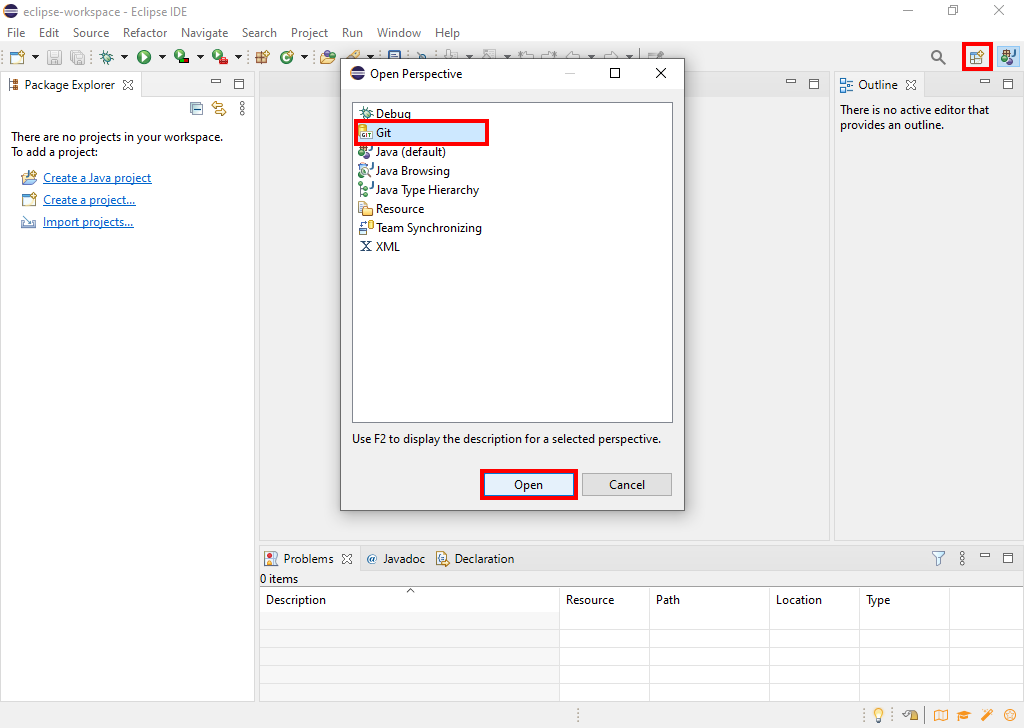 eclipse-workspace - Eclipse IDE
File Edit Source Refactor Navigate Search Project Run Window Help
Package Explorer
There are no projects in your workspace.
To add a project:
Create a Java project
Create a project...
Import projects...
Open Perspective
Debug
GIT Git
Java (default)
Java Browsing
Java Type Hierarchy
Resource
Team Synchronizing
XML
Use F2 to display the description for a selected perspective.
Open Cancel
Outline
There is no active editor that
provides an outline.
Problems @ Javadoc Declaration
0 items
Description Resource Path Location Type